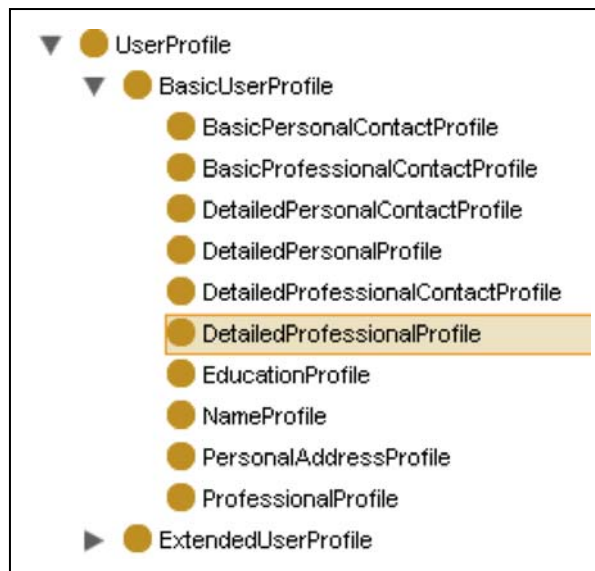 UserProfile
BasicUserProfile
BasicPersonalContactProfile
BasicProfessionalContactProfile
DetailedPersonalContactProfile
DetailedPersonalProfile
DetailedProfessionalContactProfile
DetailedProfessionalProfile
EducationProfile
NameProfile
PersonalAddressProfile
ProfessionalProfile
ExtendedUserProfile